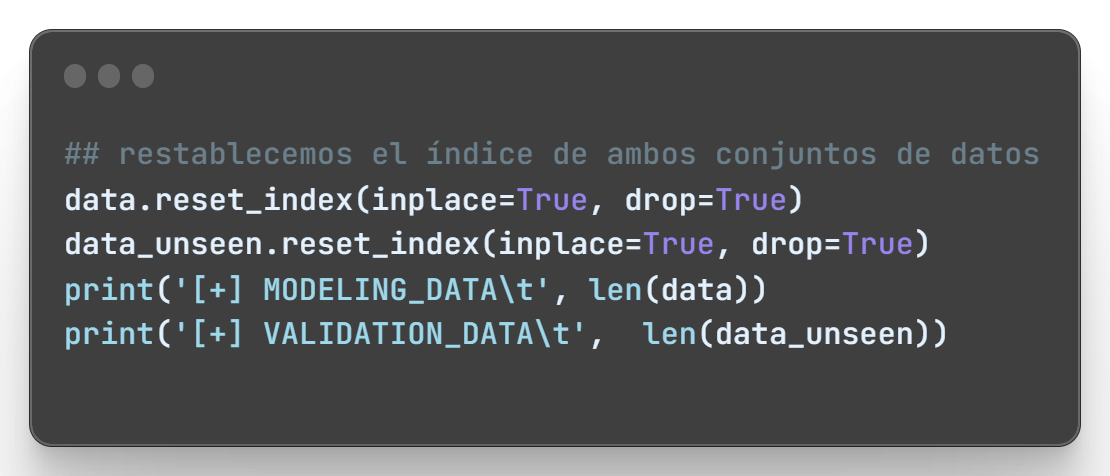 ## restablecemos el índice de ambos conjuntos de datos
data.reset_index(inplace=True, drop=True)
data_unseen.reset_index(inplace=True, drop=True)
print('[+] MODELING_DATA\t', len(data))
print('[+] VALIDATION_DATA\t',  len(data_unseen))